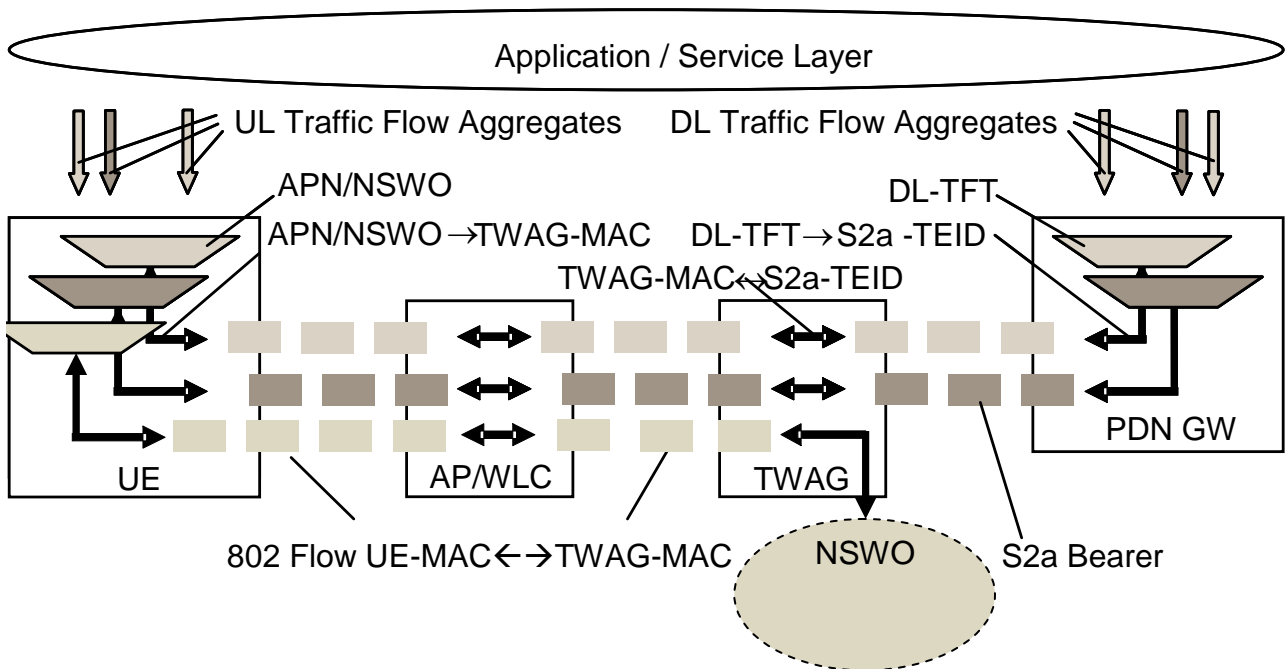 Application / Service Layer
UL Traffic Flow Aggregates
DL Traffic Flow Aggregates
APN/NSWO
DL-TFT
APN/NSWO → TWAG-MAC
DL-TFT → S2a -TEID
TWAG-MAC ↔ S2a-TEID
UE
AP/WLC
TWAG
PDN GW
802 Flow UE-MAC ← → TWAG-MAC
NSWO
S2a Bearer